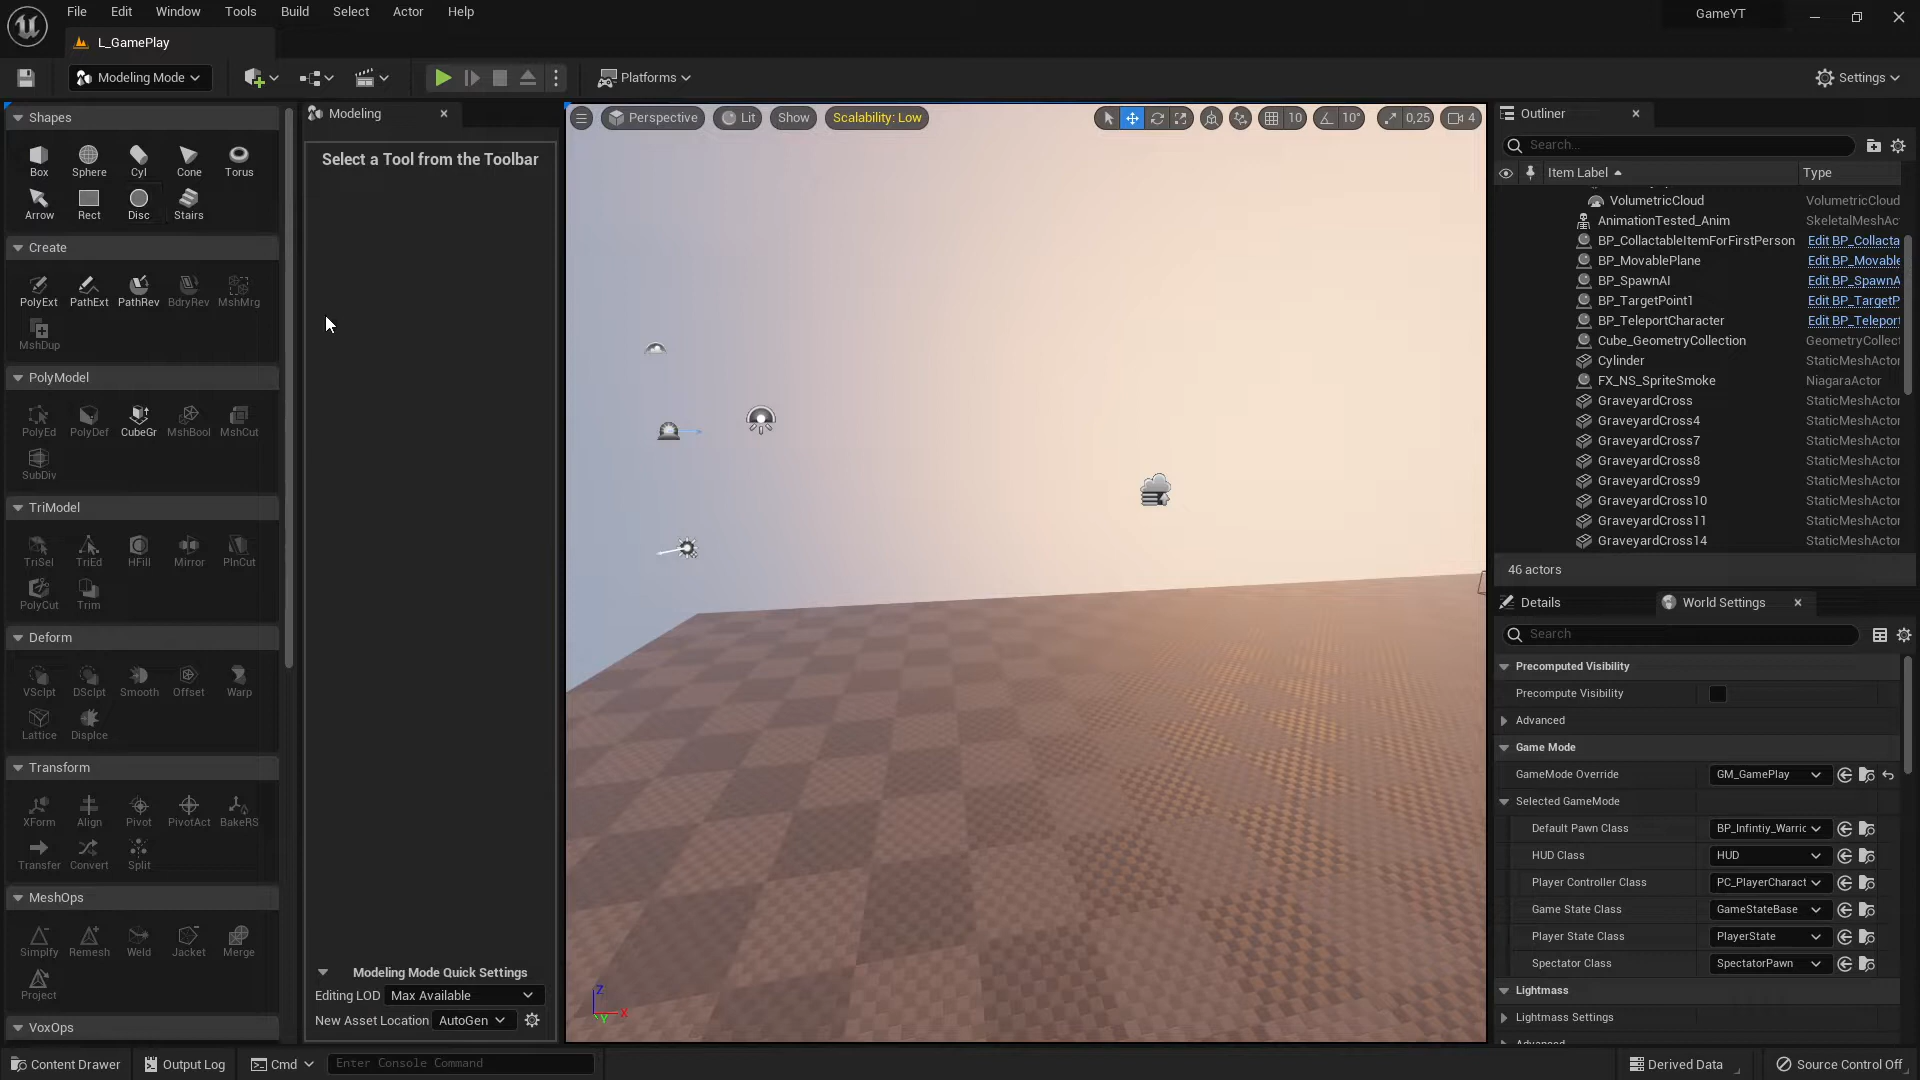 File Edit Window Tools Build Select Actor Help
GameYT
L_GamePlay
Modeling Mode
Platforms
Settings
Shapes
Box Sphere Cyl Cone Torus
Arrow Rect Disc Stairs
Create
PolyExt PathExt PathRev BdryRev MshMrg
MshDup
PolyModel
PolyEd PolyDef CubeGr MshBool MshCut
SubDiv
TriModel
TriSel TriEd HFill Mirror PlnCut
PolyCut Trim
Deform
VSclpt DSclpt Smooth Offset Warp
Lattice Displce
Transform
XForm Align Pivot PivotAct BakeRS
Transfer Convert Split
MeshOps
Simplfy Remesh Weld Jacket Merge
Project
VoxOps
Modeling
Select a Tool from the Toolbar
Modeling Mode Quick Settings
Editing LOD Max Available
New Asset Location AutoGen
Perspective Lit Show Scalability: Low
10 10° 0,25 4
Z
X
Y
Outliner
Search...
Item Label Type
VolumetricCloud VolumetricCloud
AnimationTested_Anim SkeletalMeshAc
BP_CollactableItemForFirstPerson Edit BP_Collacta
BP_MovablePlane Edit BP_Movable
BP_SpawnAI Edit BP_SpawnA
BP_TargetPoint1 Edit BP_TargetP
BP_TeleportCharacter Edit BP_Teleport
Cube_GeometryCollection GeometryCollect
Cylinder StaticMeshActor
FX_NS_SpriteSmoke NiagaraActor
GraveyardCross StaticMeshActor
GraveyardCross4 StaticMeshActor
GraveyardCross7 StaticMeshActor
GraveyardCross8 StaticMeshActor
GraveyardCross9 StaticMeshActor
GraveyardCross10 StaticMeshActor
GraveyardCross11 StaticMeshActor
GraveyardCross14 StaticMeshActor
46 actors
Details World Settings
Search
Precomputed Visibility
Precompute Visibility
Advanced
Game Mode
GameMode Override GM_GamePlay
Selected GameMode
Default Pawn Class BP_Infintiy_Warric
HUD Class HUD
Player Controller Class PC_PlayerCharact
Game State Class GameStateBase
Player State Class PlayerState
Spectator Class SpectatorPawn
Lightmass
Lightmass Settings
Advanced
Content Drawer Output Log Cmd Enter Console Command
Derived Data Source Control Off